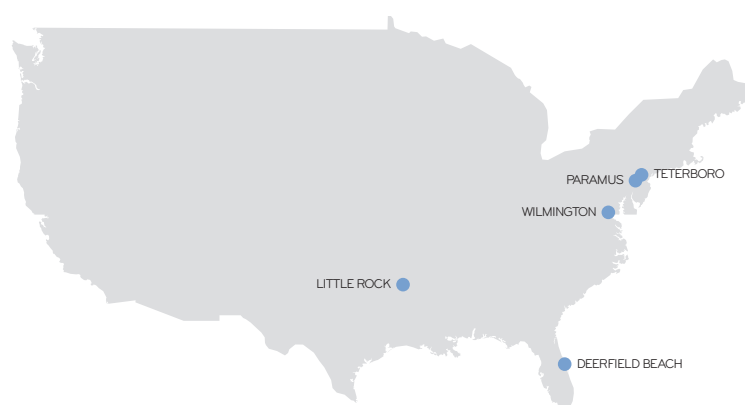 TETERBORO
PARAMUS
WILMINGTON
LITTLE ROCK
DEERFIELD BEACH